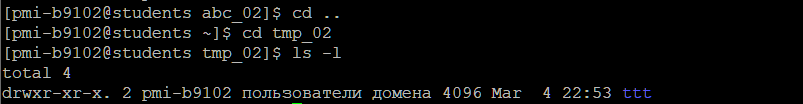 [pmi-b9102@students abc_02]$ cd ..
[pmi-b9102@students ~]$ cd tmp_02
[pmi-b9102@students tmp_02]$ ls -l
total 4
drwxr-xr-x. 2 pmi-b9102 пользователи домена 4096 Mar  4 22:53 ttt